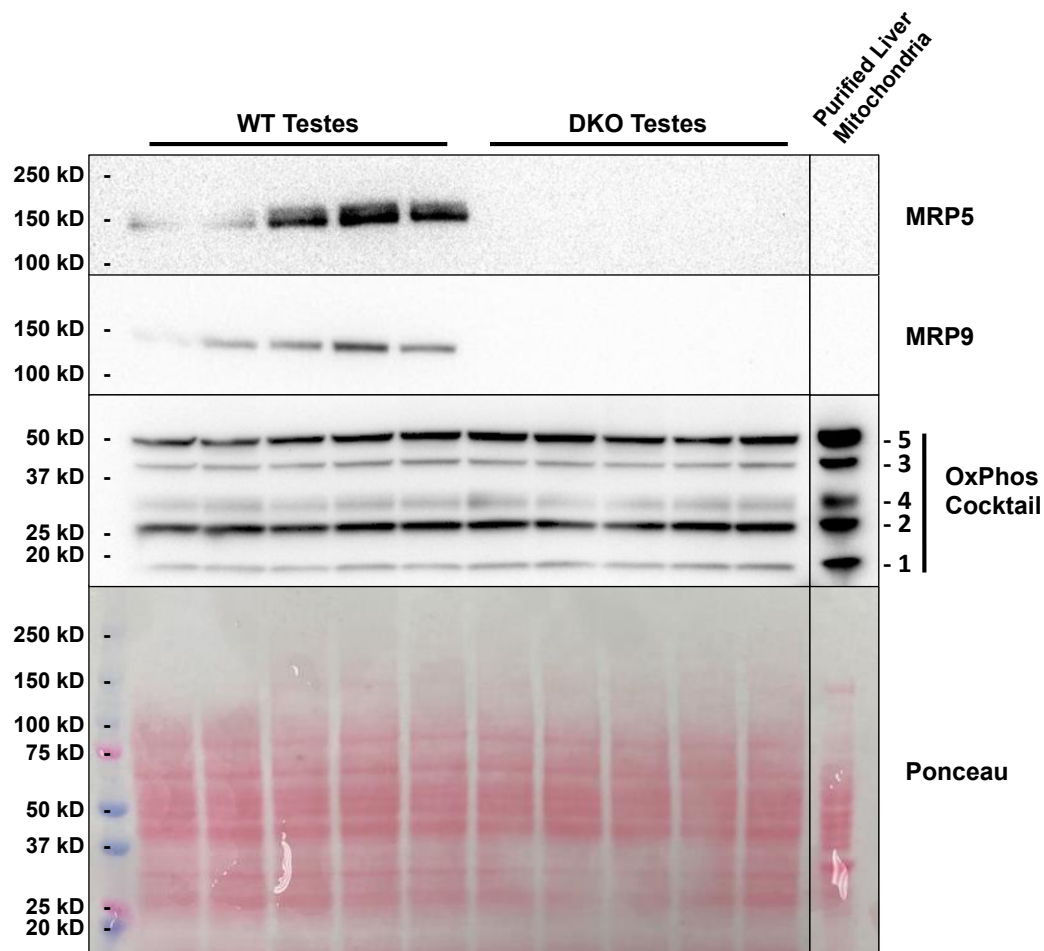 Purified Liver
Mitochondria
WT Testes
DKO Testes
250 kD -
150 kD -
100 kD -
MRP5
150 kD -
100 kD -
MRP9
50 kD -
37 kD -
25 kD -
20 kD -
- 5
- 3
- 4
- 2
- 1
OxPhos
Cocktail
250 kD -
150 kD -
100 kD -
75 kD -
50 kD -
37 kD -
25 kD -
20 kD -
Ponceau